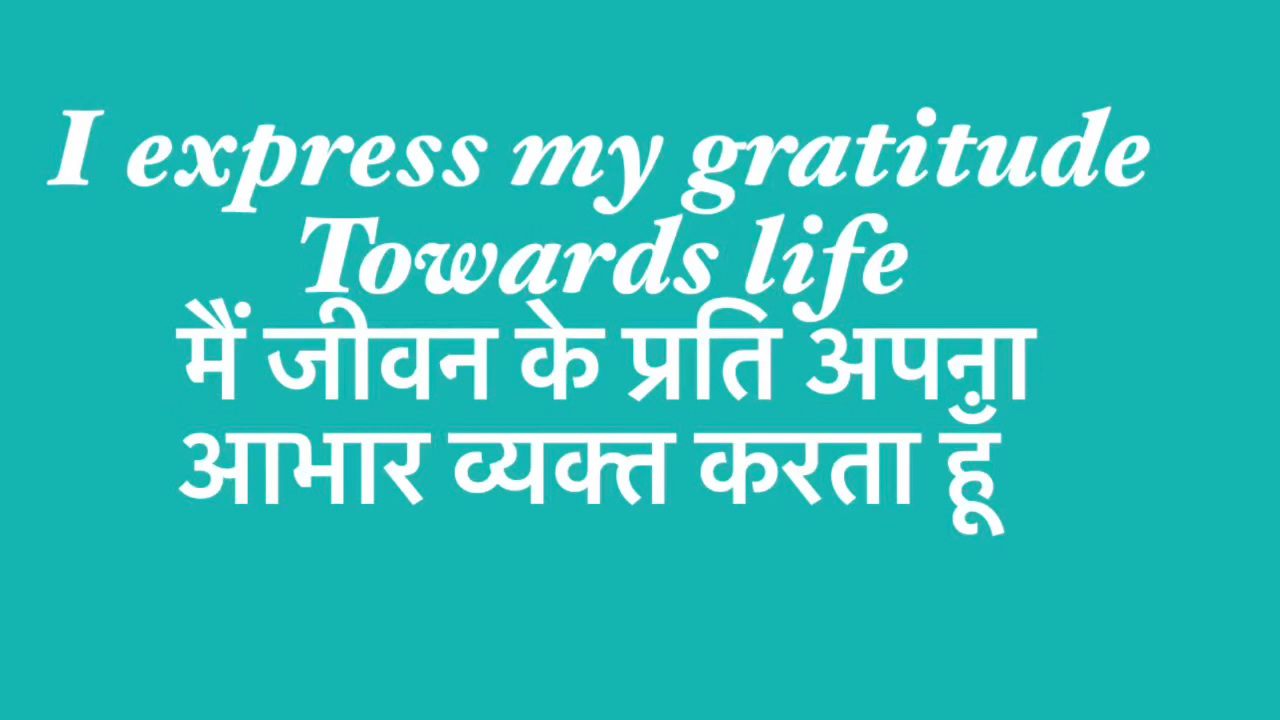 I express my gratitude
Towards life
मैं जीवन के प्रति अपना
आभार व्यक्त करता हूँ